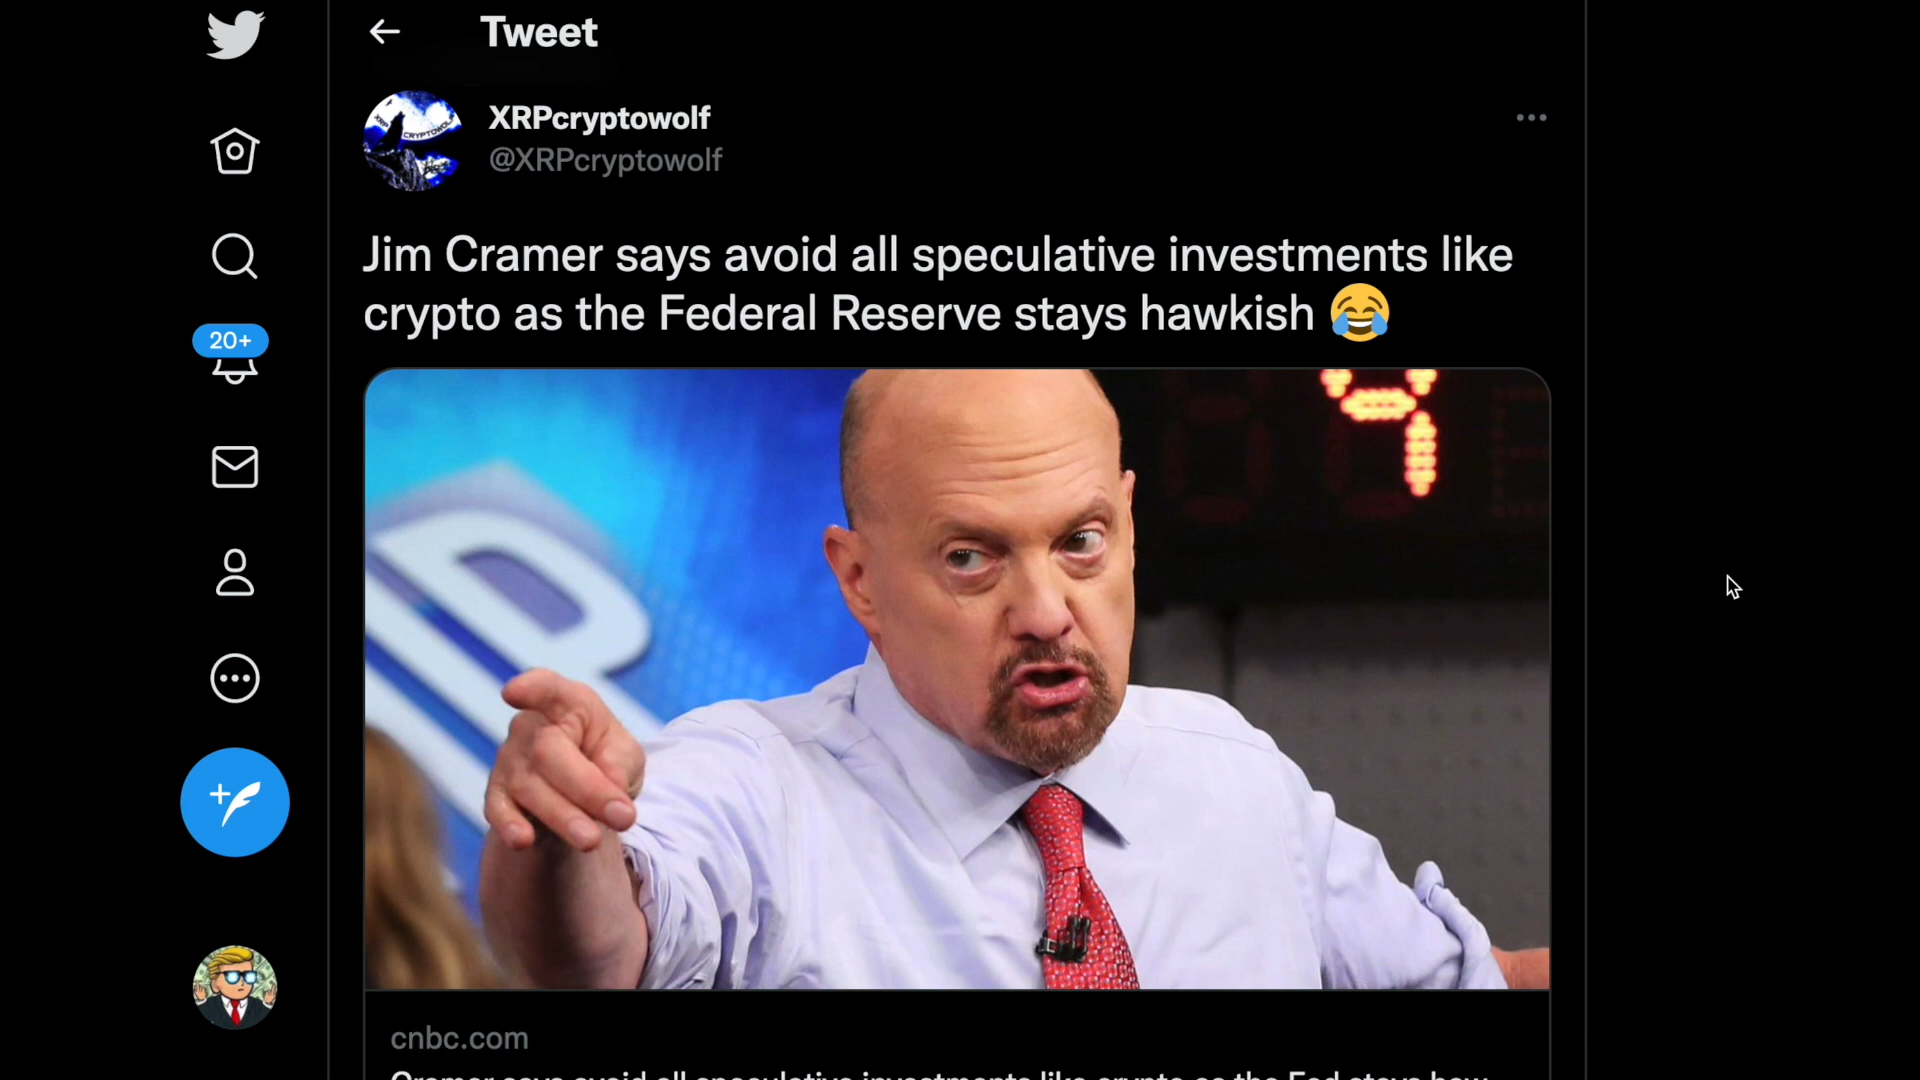 Tweet
XRPcryptowolf
@XRPcryptowolf
Jim Cramer says avoid all speculative investments like
crypto as the Federal Reserve stays hawkish
20+
4
cnbc.com
Cramer says avoid all speculative investments like crypto as the Fed stays haw